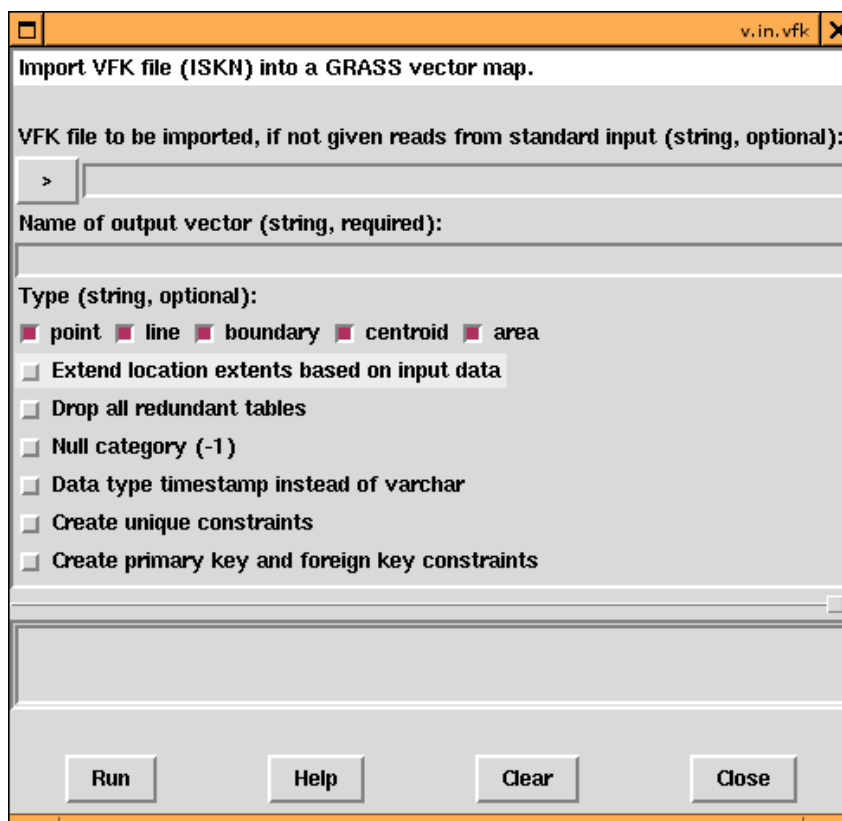 v.in.vfk
Import VFK file (ISKN) into a GRASS vector map.
VFK file to be imported, if not given reads from standard input (string, optional):
>
Name of output vector (string, required):
Type (string, optional):
point line boundary centroid area
Extend location extents based on input data
Drop all redundant tables
Null category (-1)
Data type timestamp instead of varchar
Create unique constraints
Create primary key and foreign key constraints
Run Help Clear Close